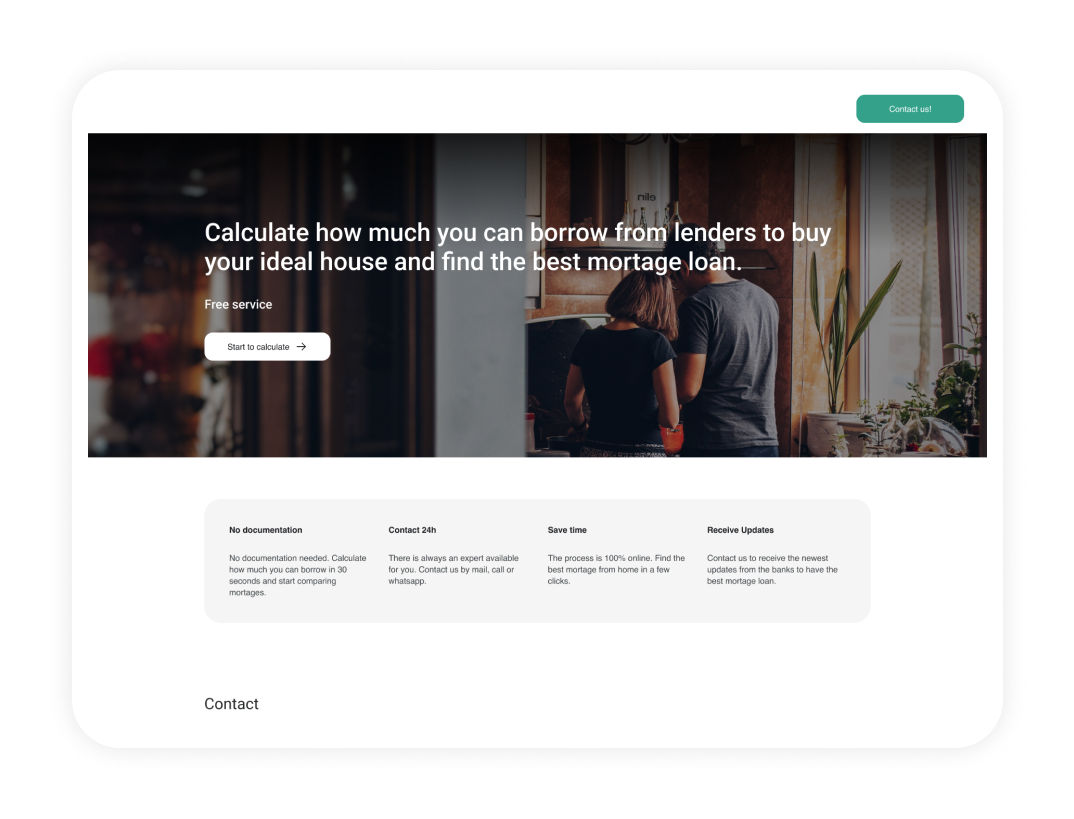 Contact us!
Calculate how much you can borrow from lenders to buy
your ideal house and find the best mortage loan.
Free service
Start to calculate
No documentation
No documentation needed. Calculate
how much you can borrow in 30
seconds and start comparing
mortages.
Contact 24h
There is always an expert available
for you. Contact us by mail, call or
whatsapp.
Save time
The process is 100% online. Find the
best mortage from home in a few
clicks.
Receive Updates
Contact us to receive the newest
updates from the banks to have the
best mortage loan.
Contact